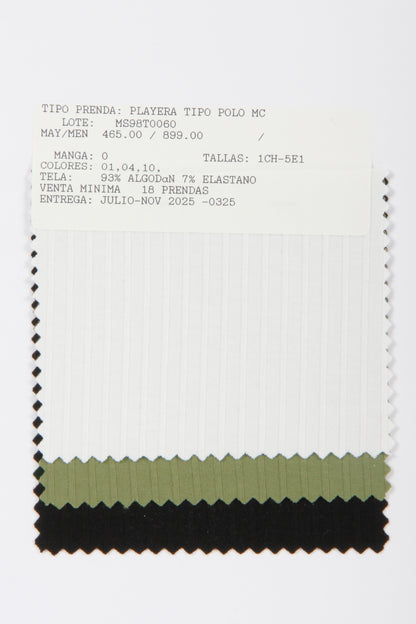 TIPO PRENDA: PLAYERA TIPO POLO MC
LOTE: MS98T0060
MAY/MEN 465.00 / 899.00 /
MANGA: 0 TALLAS: 1CH-5E1
COLORES: 01,04,10,
TELA: 93% ALGODαN 7% ELASTANO
VENTA MINIMA 18 PRENDAS
ENTREGA: JULIO-NOV 2025 -0325